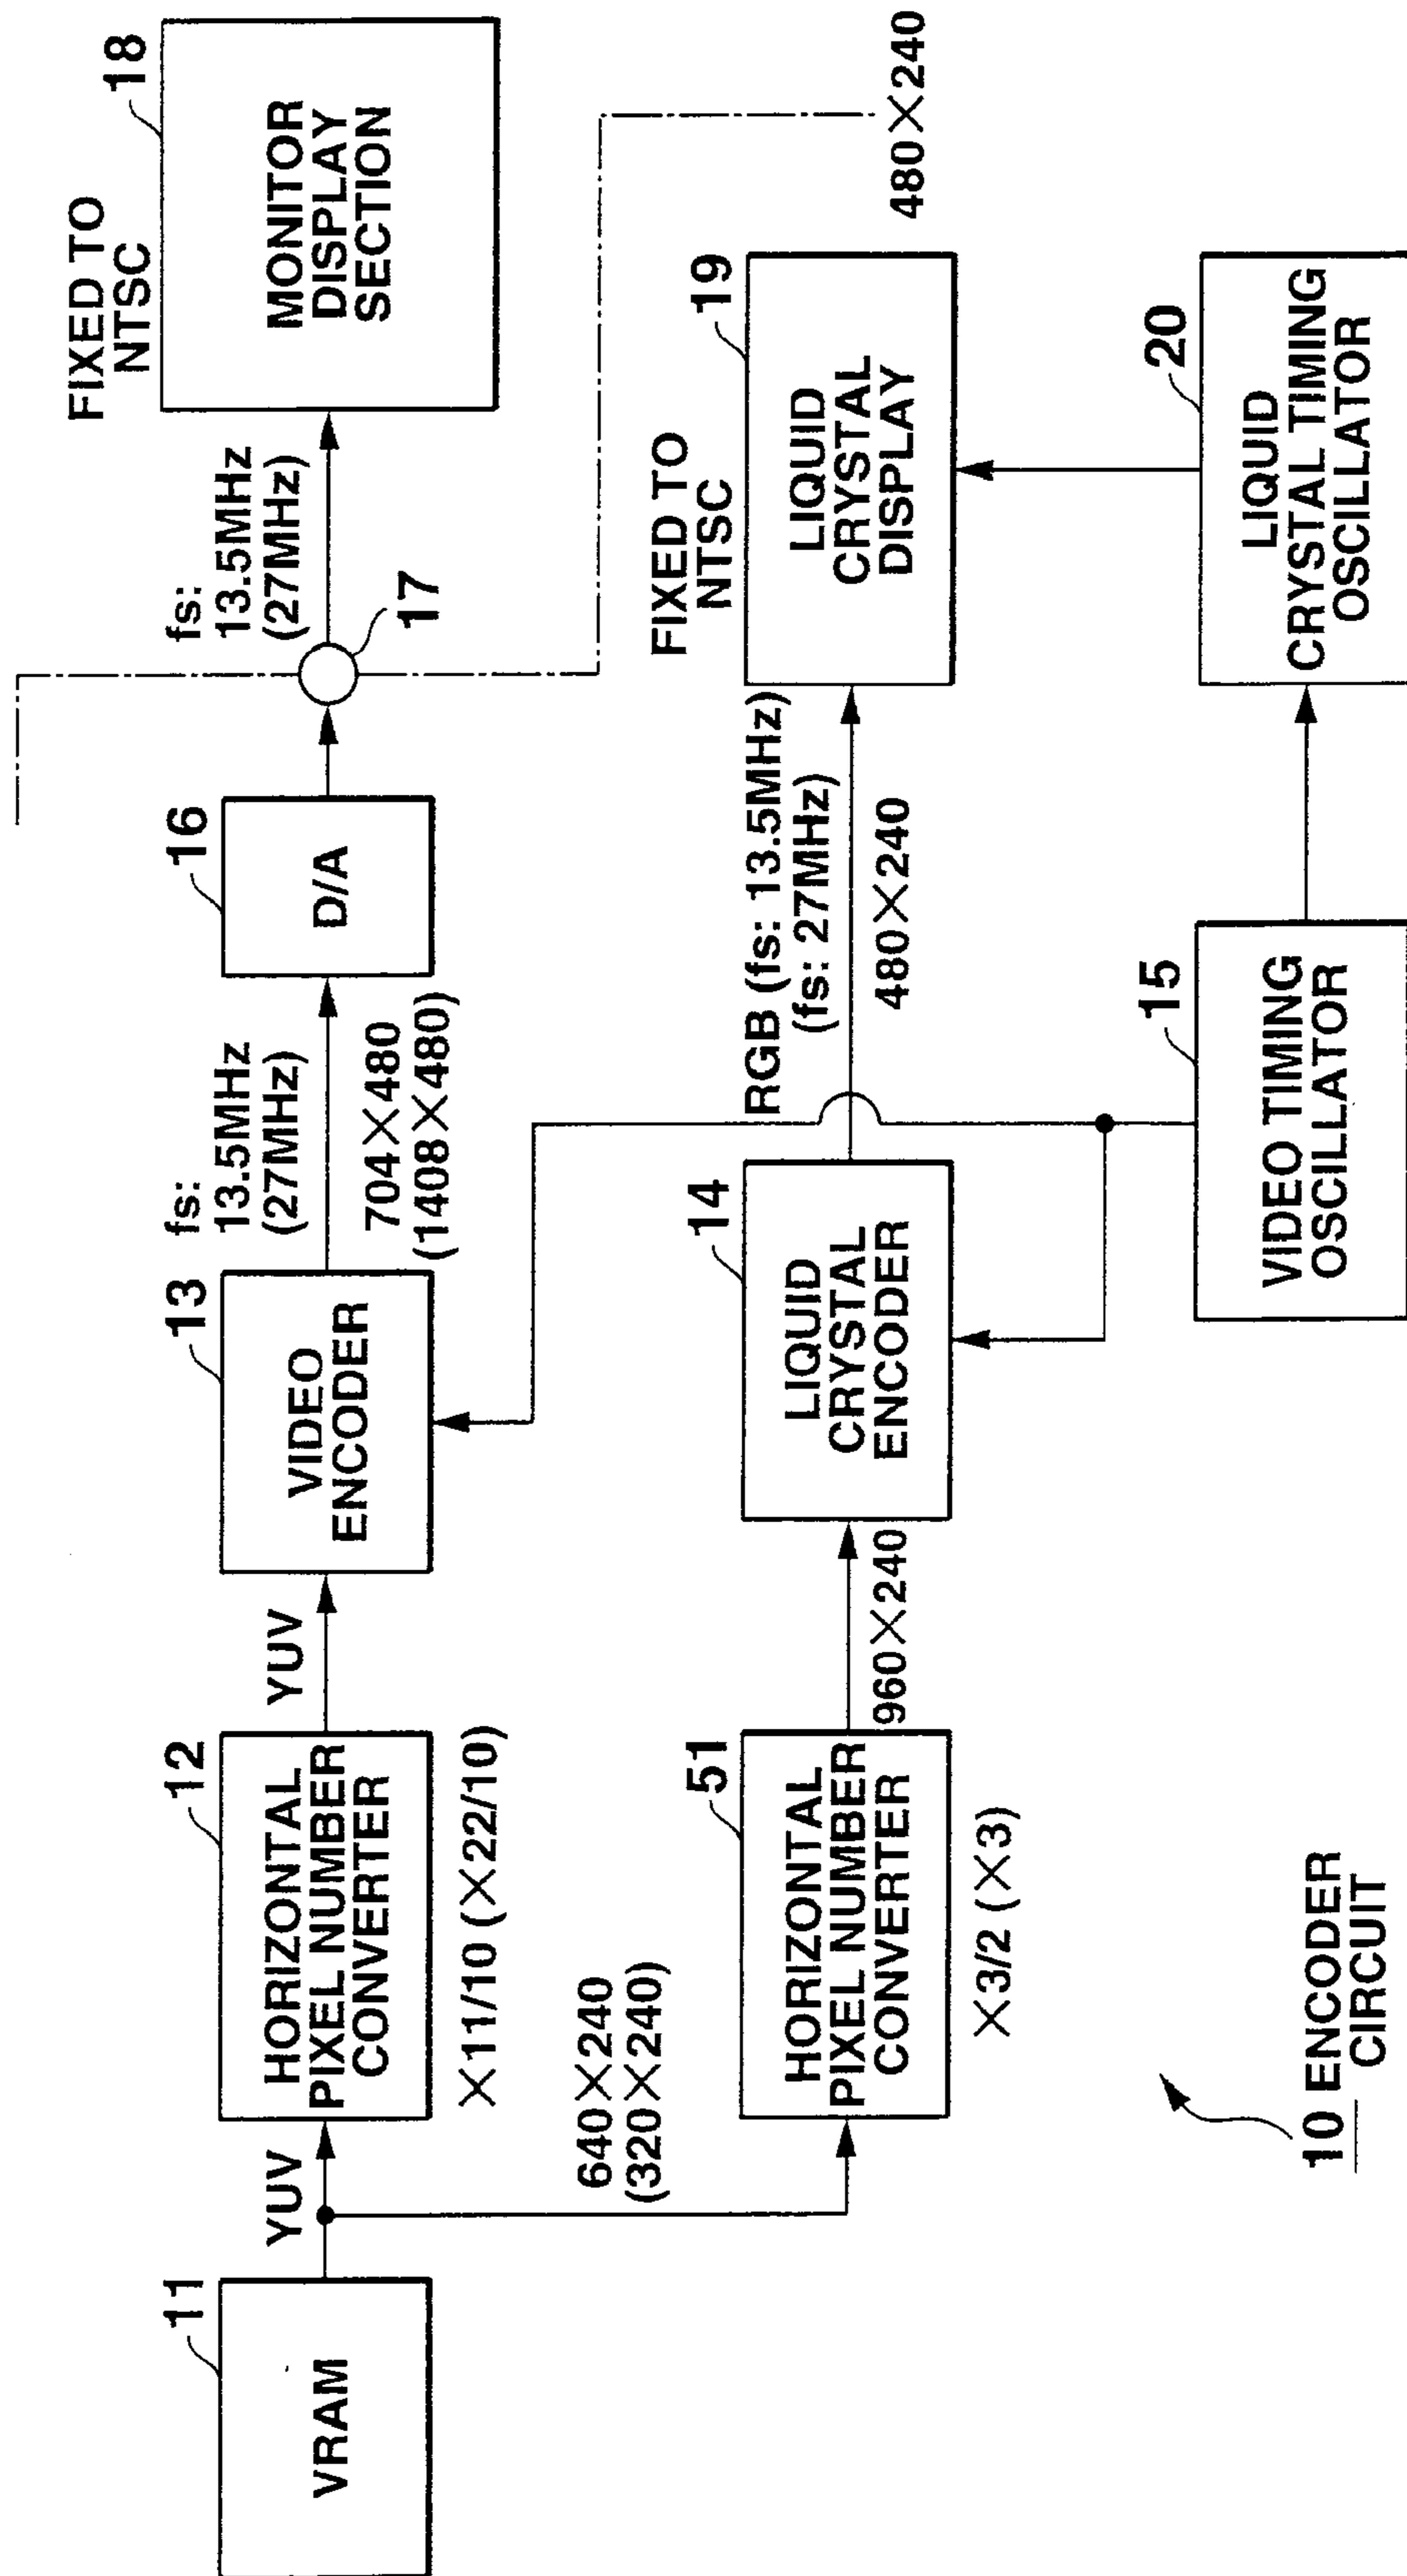 11
VRAM
YUV
12
HORIZONTAL
PIXEL NUMBER
CONVERTER
×11/10 (×22/10)
YUV
13
VIDEO
ENCODER
fs:
13.5MHz
(27MHz)
704×480
(1408×480)
16
D/A
17
fs:
13.5MHz
(27MHz)
FIXED TO
NTSC
18
MONITOR
DISPLAY
SECTION
640×240
(320×240)
51
HORIZONTAL
PIXEL NUMBER
CONVERTER
×3/2 (×3)
960×240
14
LIQUID
CRYSTAL
ENCODER
RGB (fs: 13.5MHz)
(fs: 27MHz)
480×240
FIXED TO
NTSC
19
LIQUID
CRYSTAL
DISPLAY
480×240
15
VIDEO TIMING
OSCILLATOR
20
LIQUID
CRYSTAL TIMING
OSCILLATOR
10 ENCODER
CIRCUIT